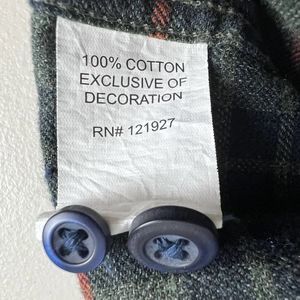 100% COTTON
EXCLUSIVE OF
DECORATION
RN# 121927